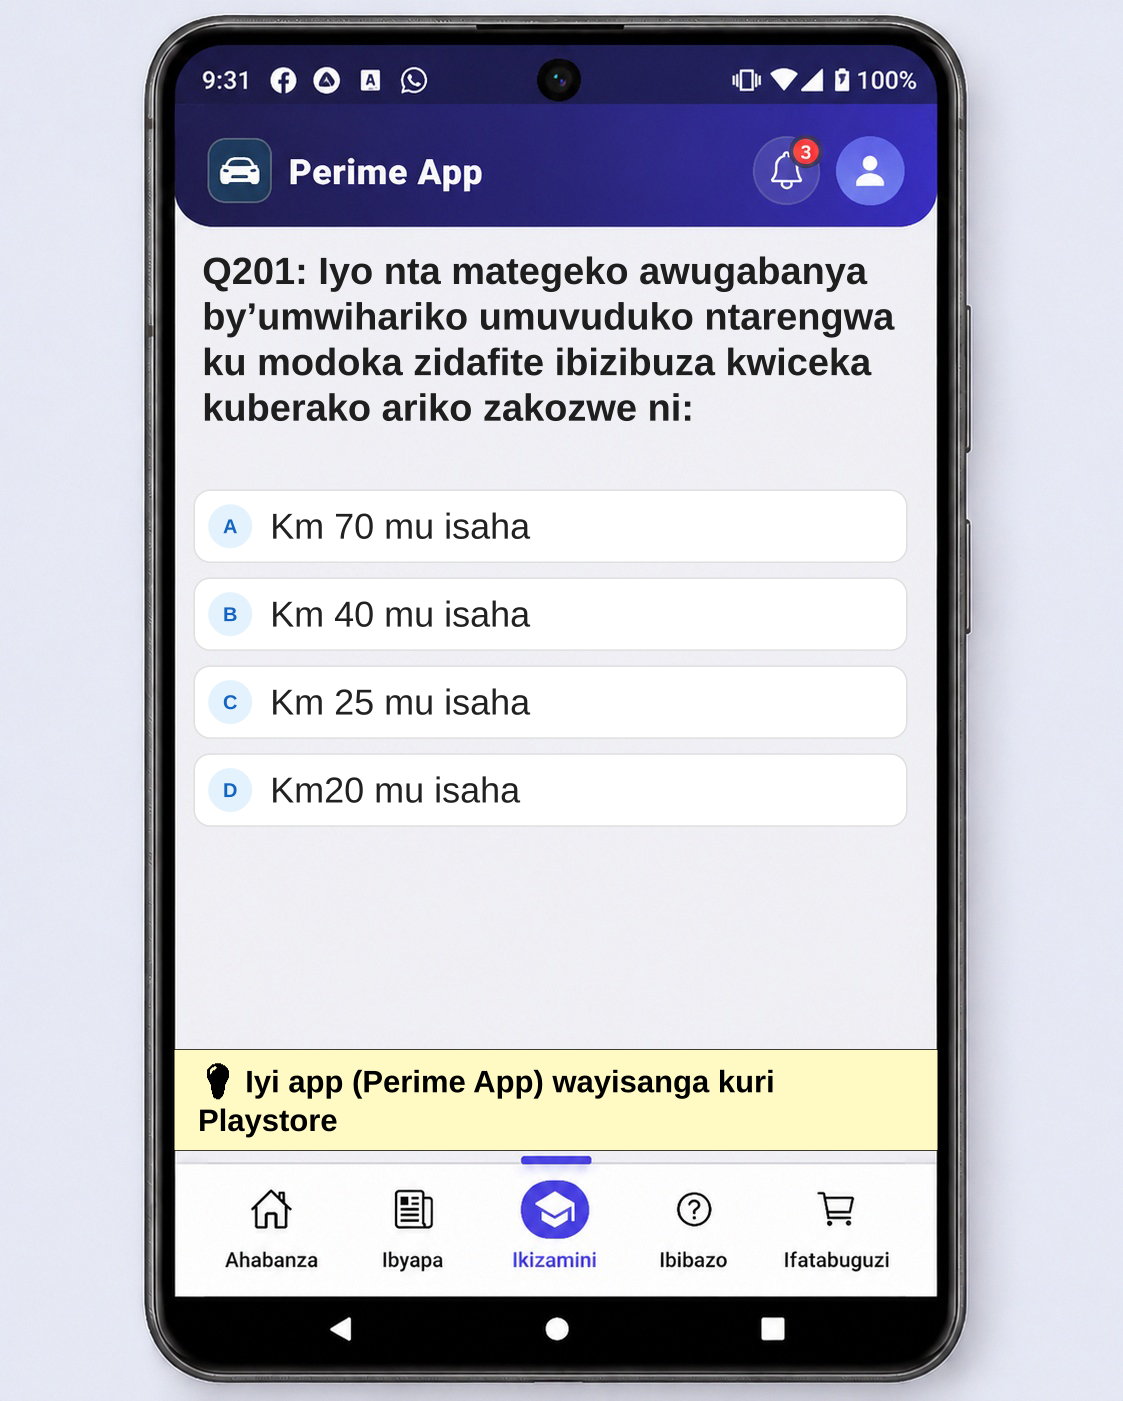 9:31
100%
Perime App
3
Q201: Iyo nta mategeko awugabanya
by’umwihariko umuvuduko ntarengwa
ku modoka zidafite ibizibuza kwiceka
kuberako ariko zakozwe ni:
A Km 70 mu isaha
B Km 40 mu isaha
C Km 25 mu isaha
D Km20 mu isaha
Iyi app (Perime App) wayisanga kuri
Playstore
Ahabanza Ibyapa Ikizamini Ibibazo Ifatabuguzi